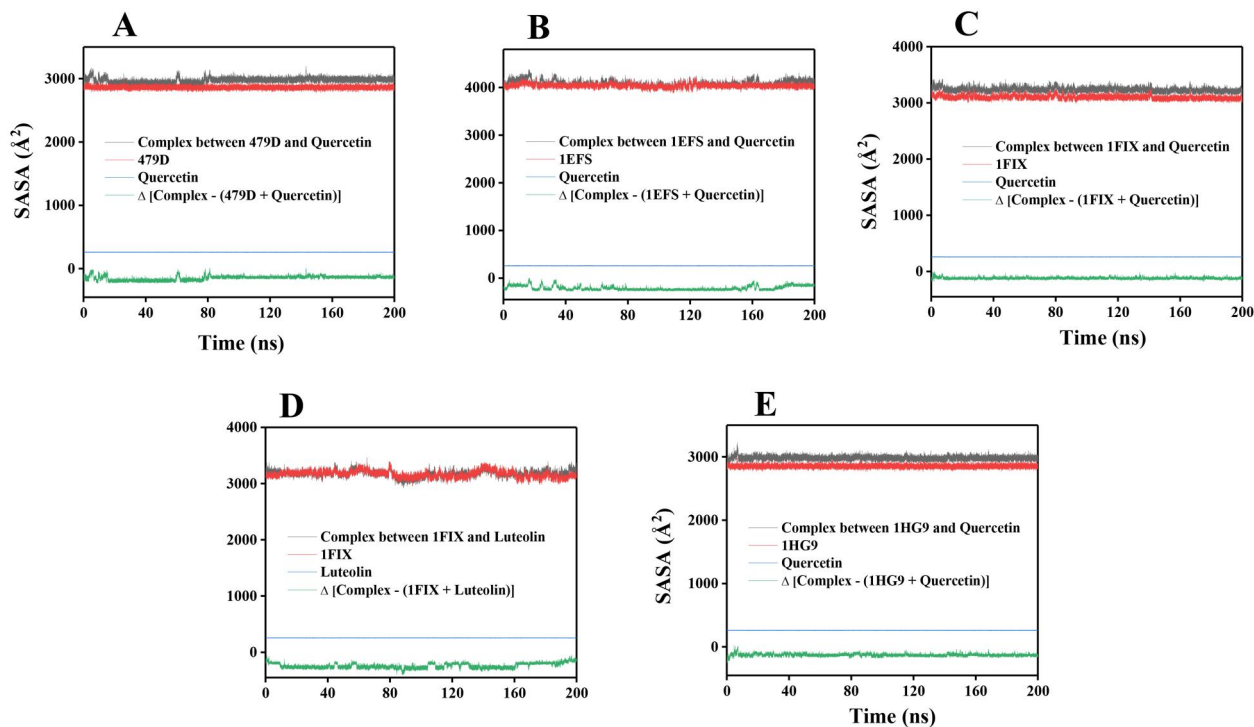 A
SASA (Å²)
3000
2000
1000
0
Complex between 479D and Quercetin
479D
Quercetin
Δ [Complex - (479D + Quercetin)]
0 40 80 120 160 200
Time (ns)
B
4000
3000
2000
1000
0
Complex between 1EFS and Quercetin
1EFS
Quercetin
Δ [Complex - (1EFS + Quercetin)]
0 40 80 120 160 200
Time (ns)
C
SASA (Å²)
4000
3000
2000
1000
0
Complex between 1FIX and Quercetin
1FIX
Quercetin
Δ [Complex - (1FIX + Quercetin)]
0 40 80 120 160 200
D
4000
3000
2000
1000
0
Complex between 1FIX and Luteolin
1FIX
Luteolin
Δ [Complex - (1FIX + Luteolin)]
0 40 80 120 160 200
E
SASA (Å²)
3000
2000
1000
0
Complex between 1HG9 and Quercetin
1HG9
Quercetin
Δ [Complex - (1HG9 + Quercetin)]
0 40 80 120 160 200
Time (ns)